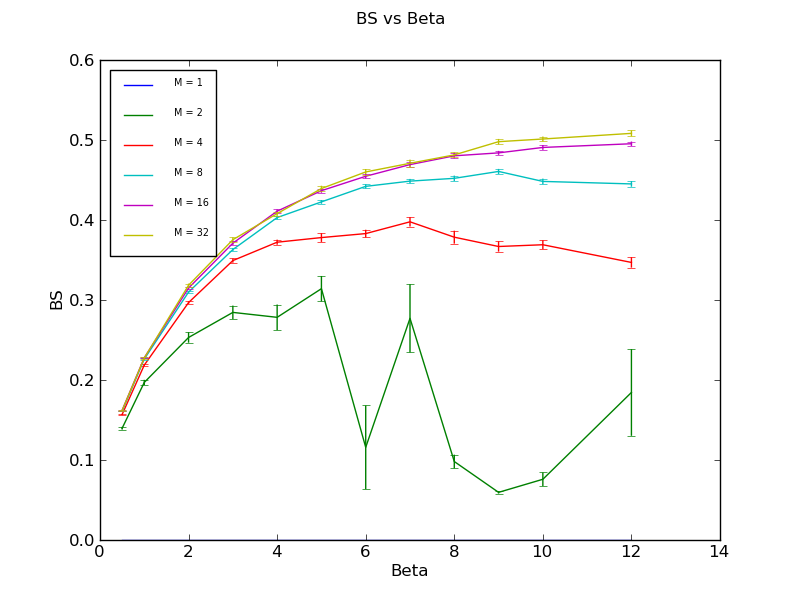 BS vs Beta
0.6
0.5
0.4
0.3
0.2
0.1
0.0
BS
M = 1
M = 2
M = 4
M = 8
M = 16
M = 32
0 2 4 6 8 10 12 14
Beta